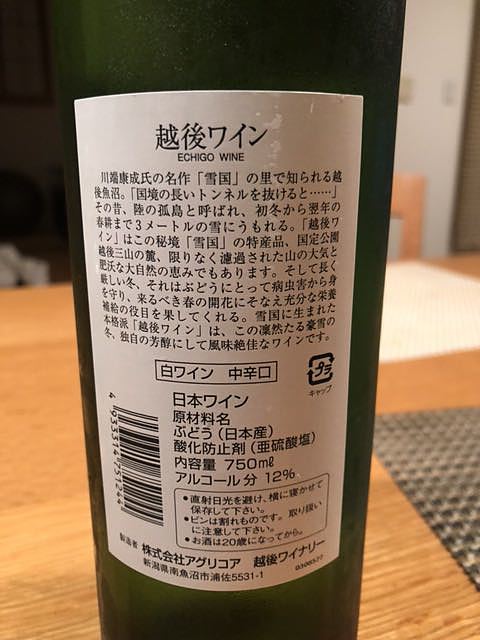 越後ワイン
ECHIGO WINE
川端康成氏の名作「雪国」の里で知られる越
後魚沼。「国境の長いトンネルを抜けると……」
その昔、陸の孤島と呼ばれ、初冬から翌年の
春耕まで3メートルの雪にうもれる。「越後ワ
イン」はこの秘境「雪国」の特産品、国定公園
越後三山の麓、限りなく濾過された山の大気と
肥沃な大自然の恵みでもあります。そして長く
厳しい冬、それはぶどうにとって病虫害から身
を守り、来るべき春の開花にそなえ充分な栄養
補給の役目を果してくれる。雪国に生まれた
本格派「越後ワイン」は、この凛然たる豪雪の
冬、独自の芳醇にして風味絶佳なワインです。
白ワイン 中辛口
プラ
キャップ
日本ワイン
原材料名
ぶどう(日本産)
酸化防止剤(亜硫酸塩)
内容量 750mℓ
アルコール分 12%
●直射日光を避け、横に寝かせて
保存して下さい。
●ビンは割れものです。取り扱い
に注意して下さい。
●お酒は20歳になってから。
製造者 株式会社アグリコア 越後ワイナリー
新潟県南魚沼市浦佐5531-1